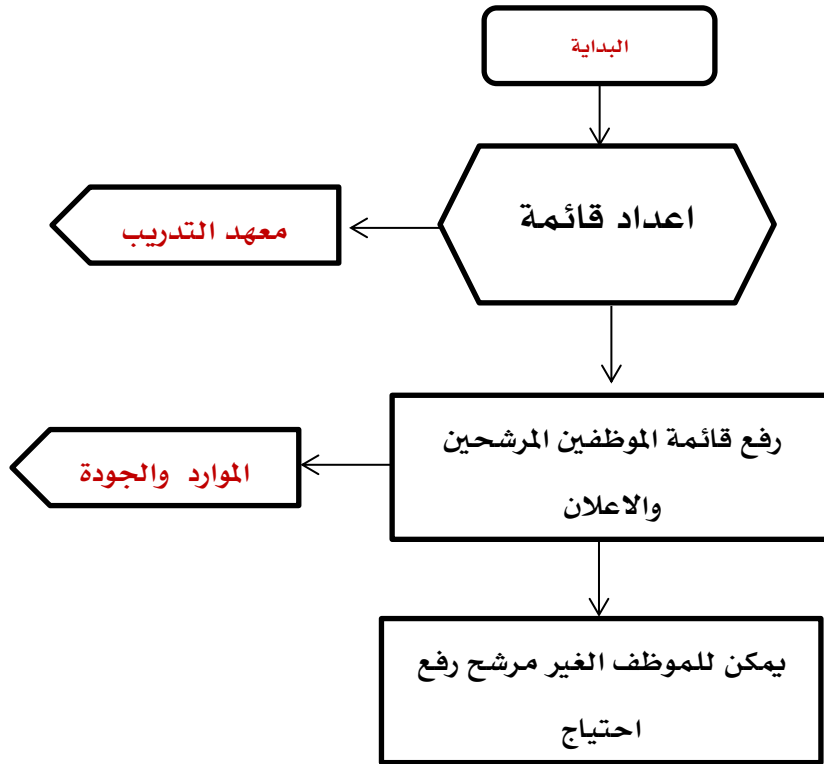 البداية
اعداد قائمة
معهد التدريب
رفع قائمة الموظفين المرشحين
والاعلان
الموارد والجودة
يمكن للموظف الغير مرشح رفع
احتياج